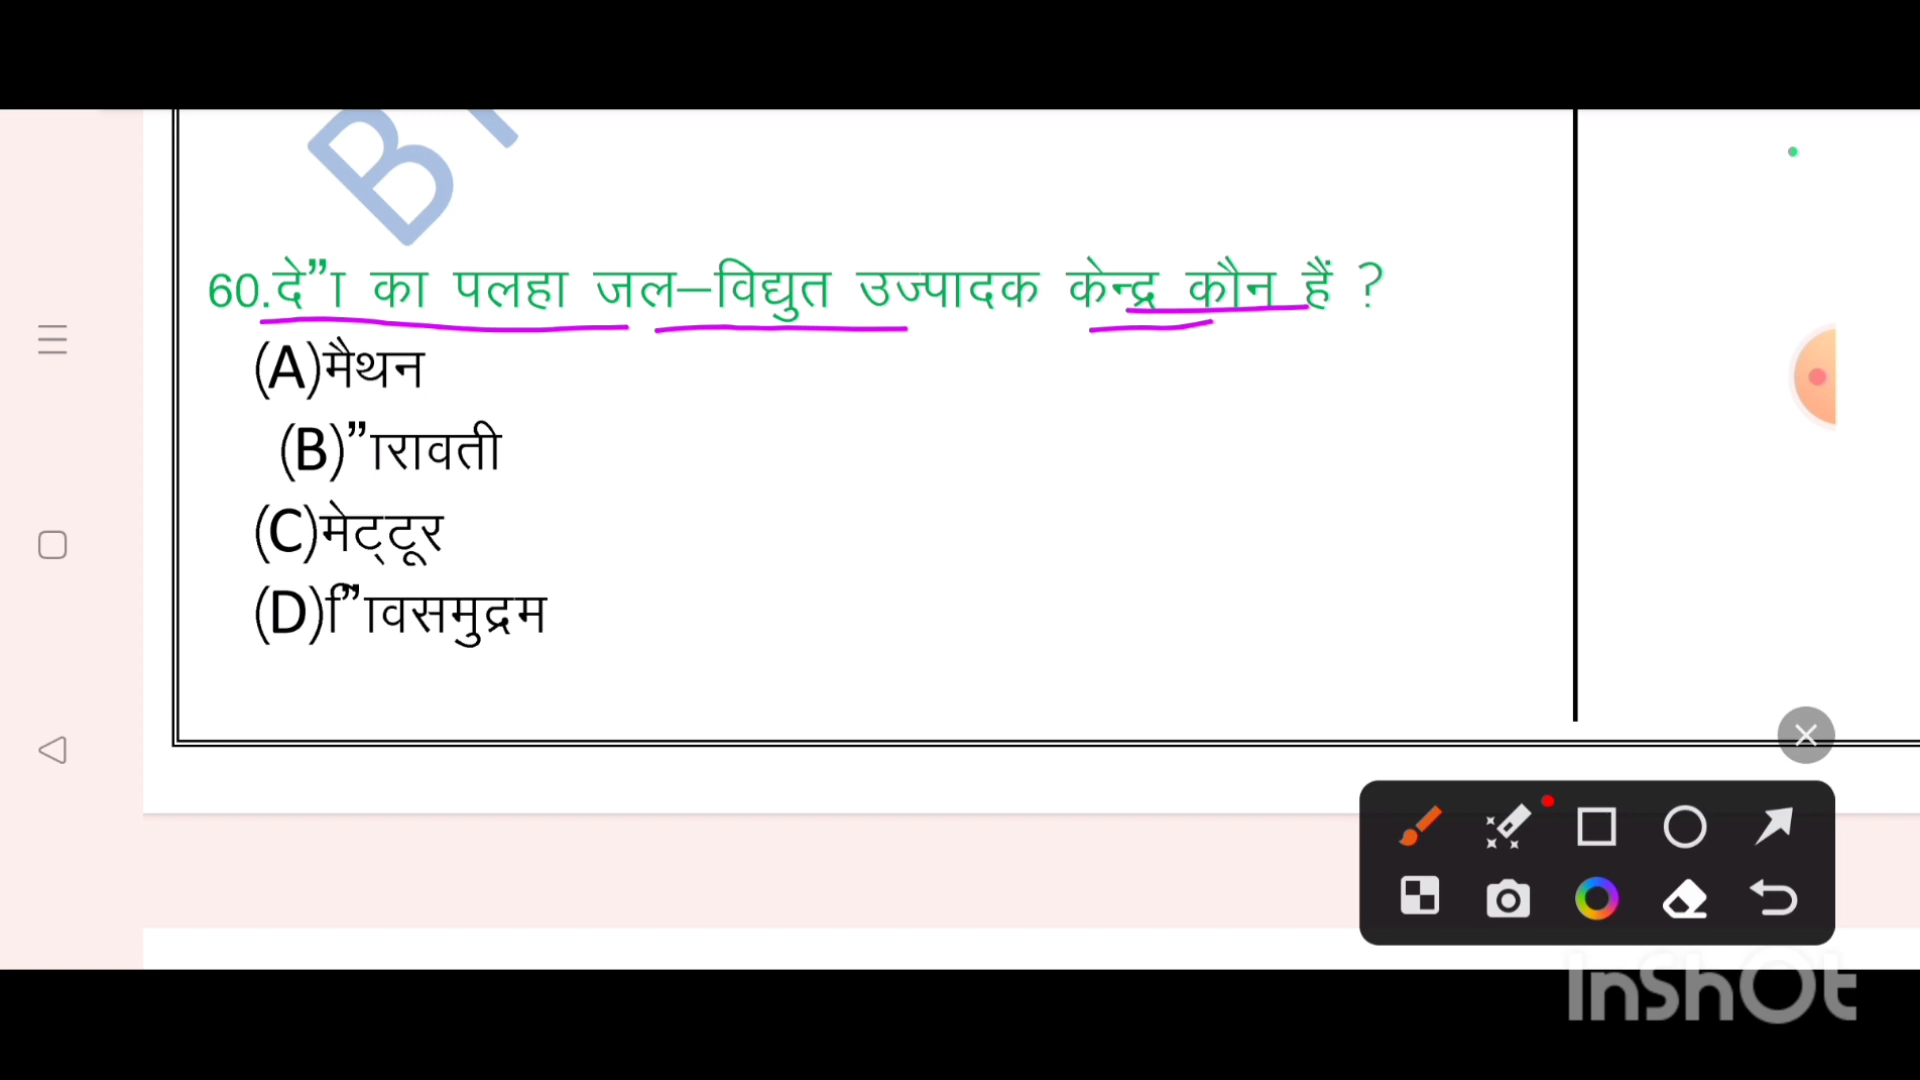 60.दे”ा का पलहा जल–विद्युत उज्पादक केन्द्र कौन हैं ?
(A)मैथन
(B)”ारावती
(C)मेट्टूर
(D)ि”ावसमुद्रम
InShOt